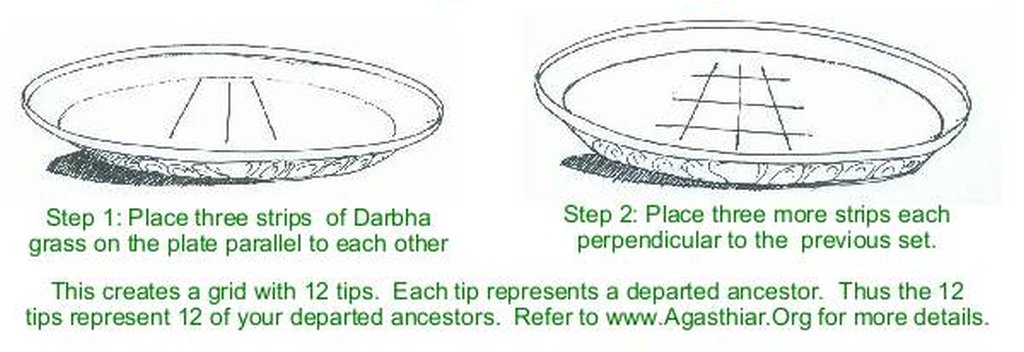 Step 1: Place three strips of Darbha
grass on the plate parallel to each other
Step 2: Place three more strips each
perpendicular to the previous set.
This creates a grid with 12 tips. Each tip represents a departed ancestor. Thus the 12
tips represent 12 of your departed ancestors. Refer to www.Agasthiar.Org for more details.